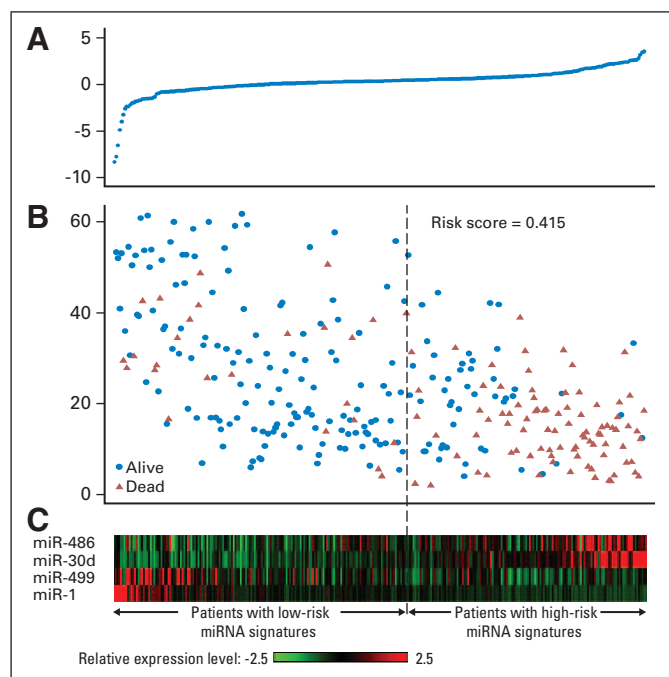 A
5
0
-5
-10
B
60
Risk score = 0.415
40
20
Alive
Dead
0
C
miR-486
miR-30d
miR-499
miR-1
Patients with low-risk
miRNA signatures
Patients with high-risk
miRNA signatures
Relative expression level: -2.5 2.5